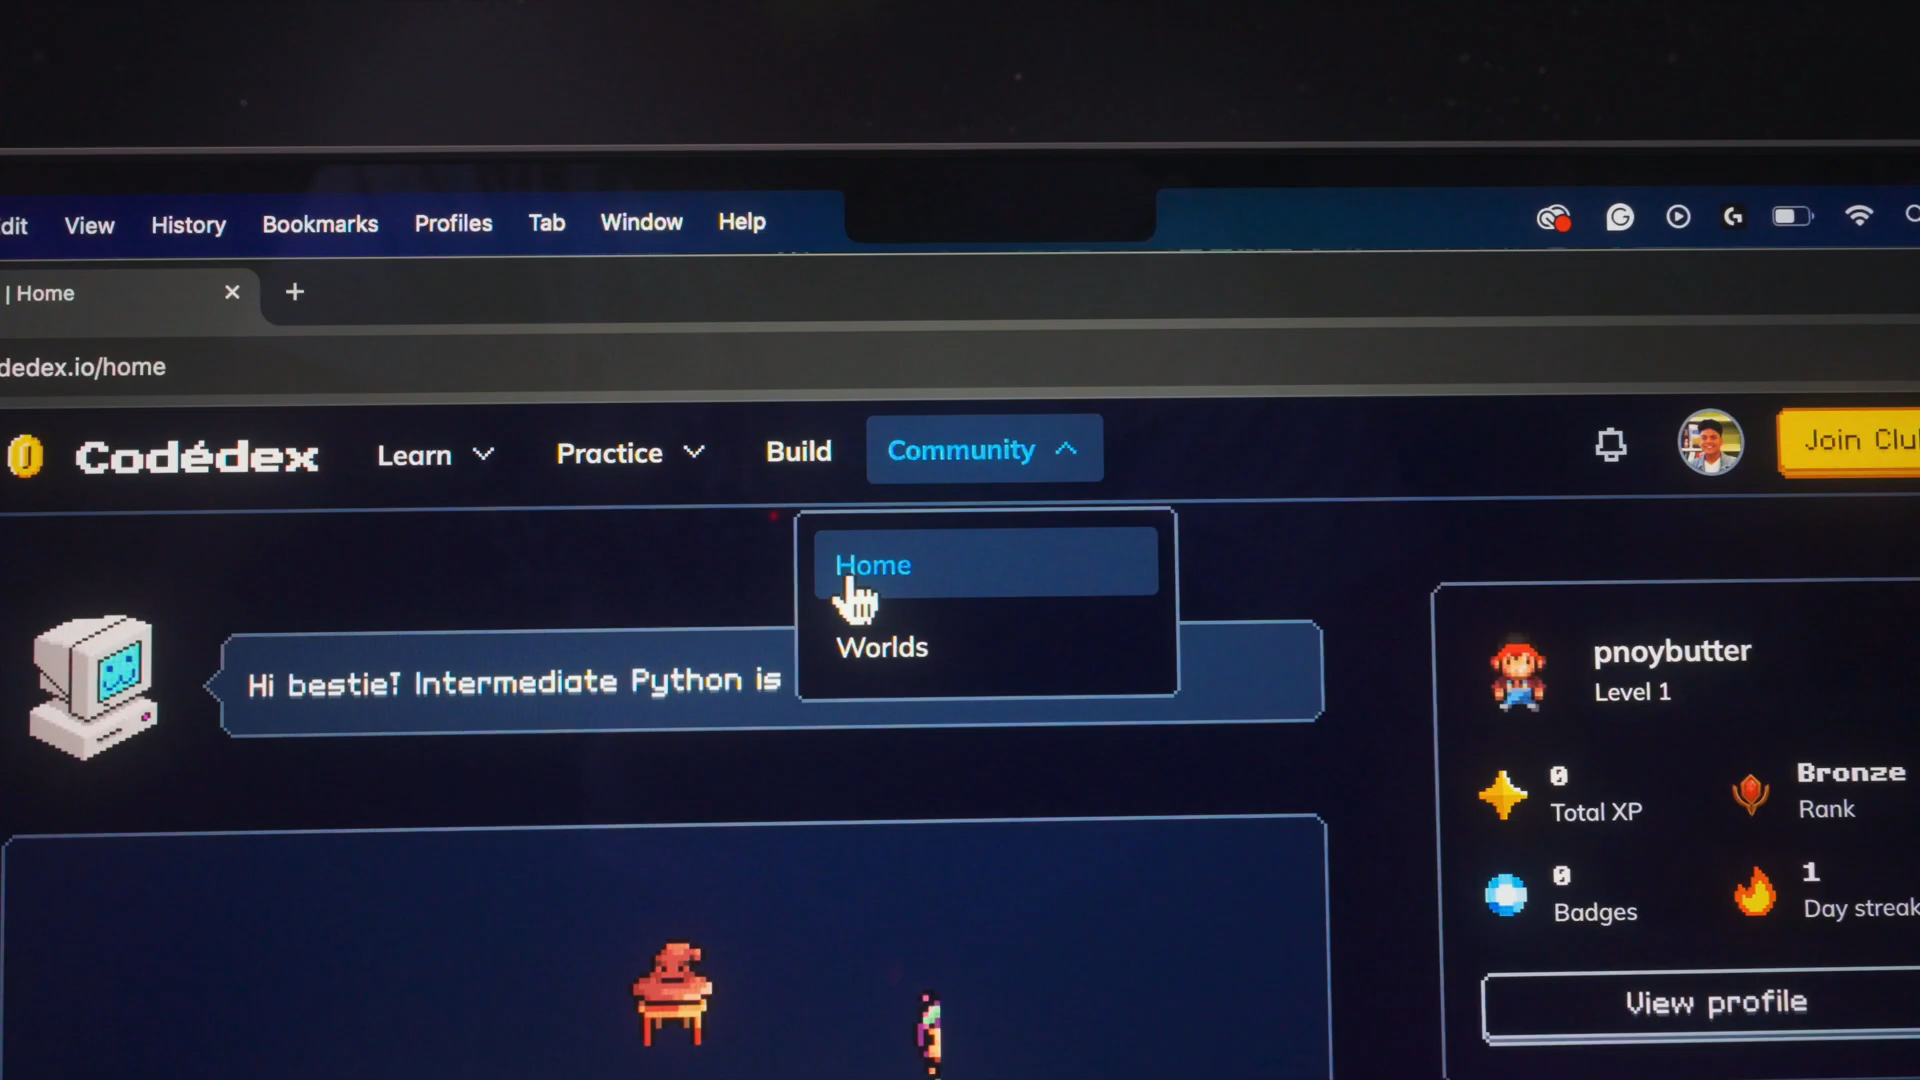 dit View History Bookmarks Profiles Tab Window Help
| Home
dedex.io/home
Codédex Learn Practice Build Community
Join Clu
Home
Worlds
Hi bestie! Intermediate Python is
pnoybutter
Level 1
0
Total XP
Bronze
Rank
0
Badges
1
Day streak
View profile